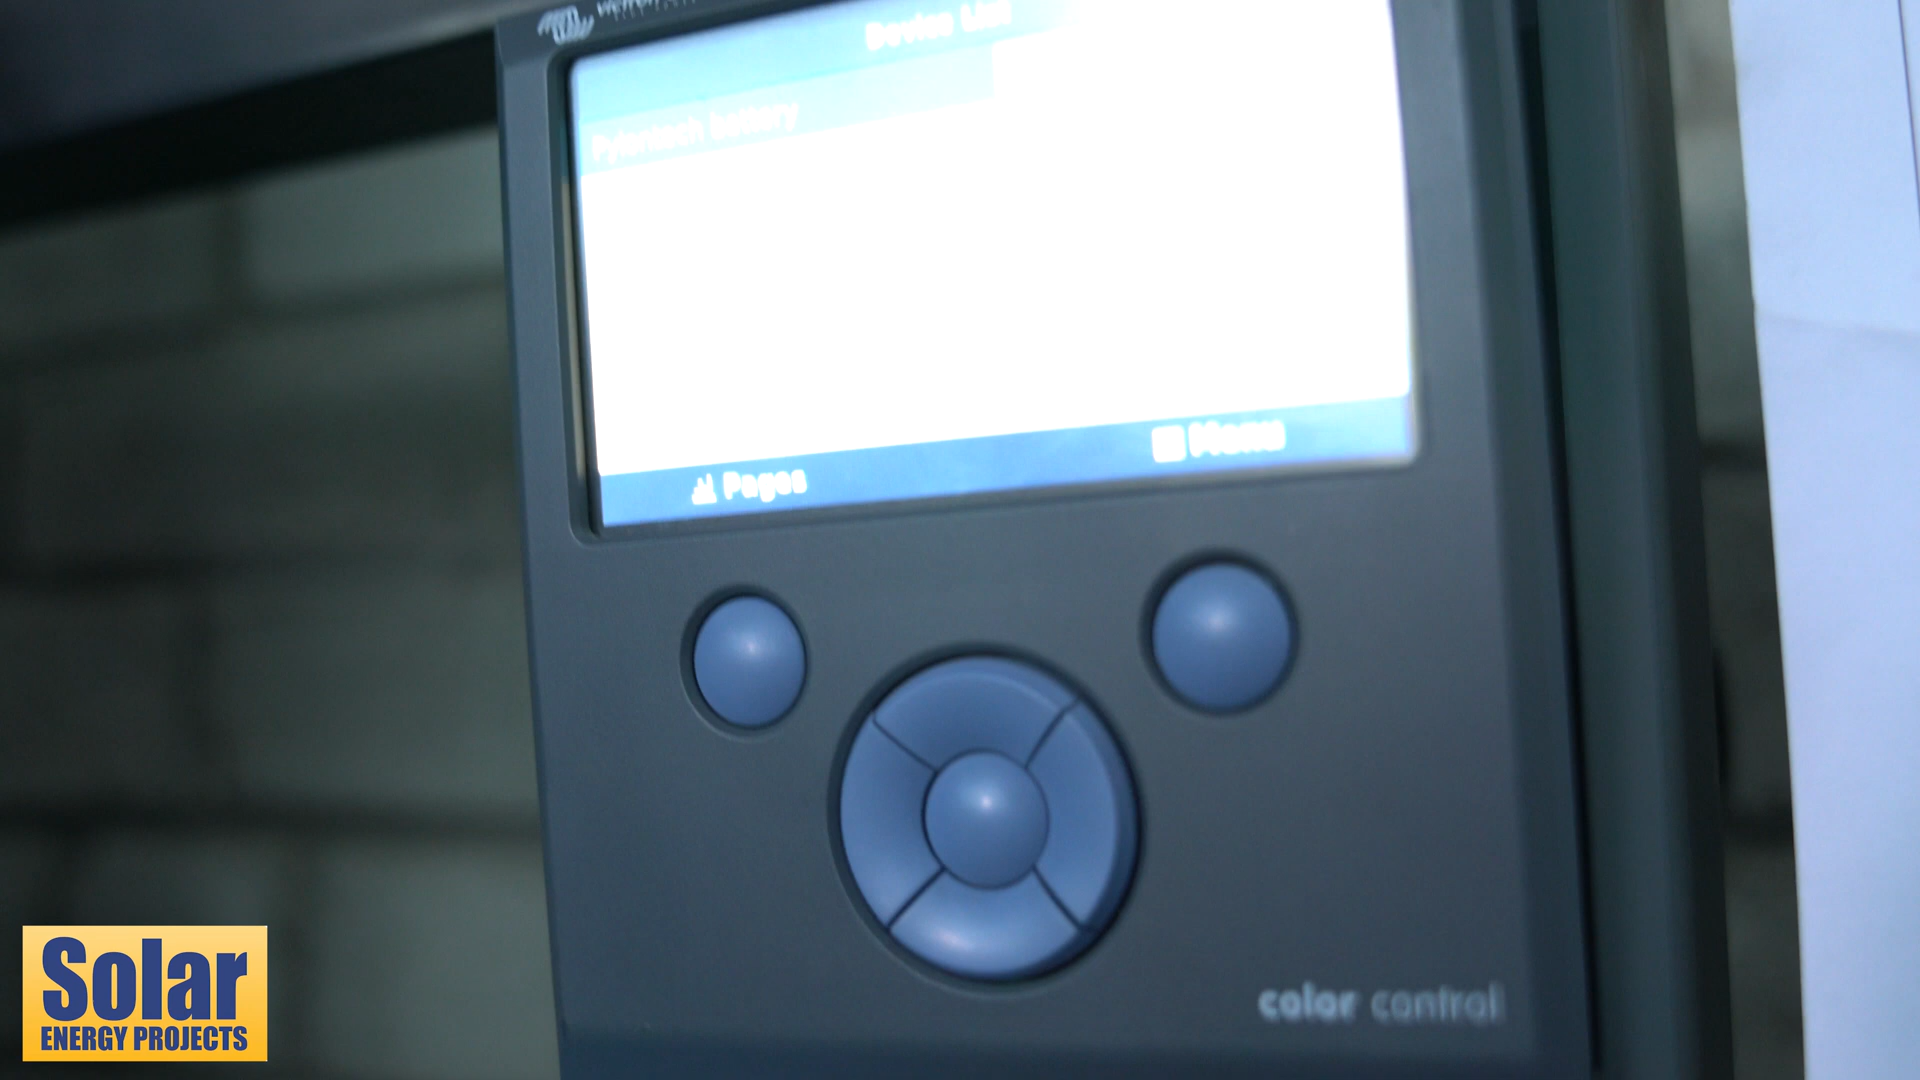 Device List
Pylontech battery
Pages
Menu
color control
Solar
ENERGY PROJECTS